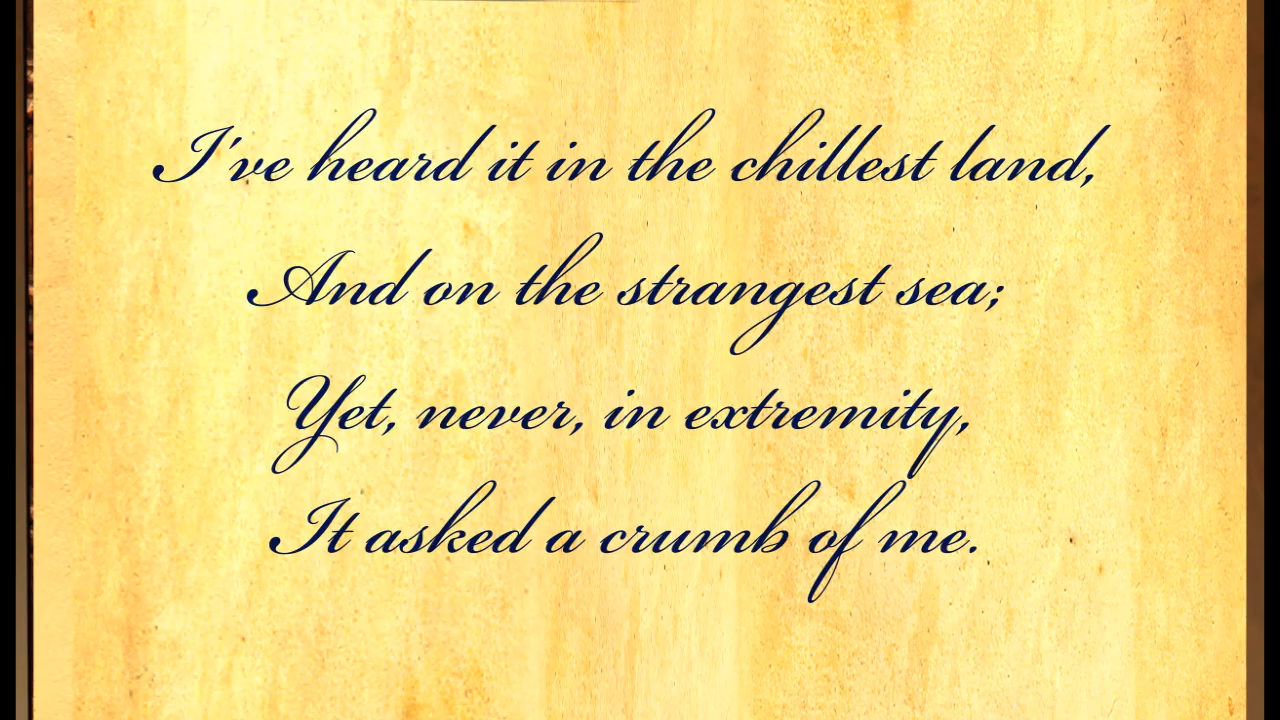 I've heard it in the chillest land,
And on the strangest sea;
Yet, never, in extremity,
It asked a crumb of me.